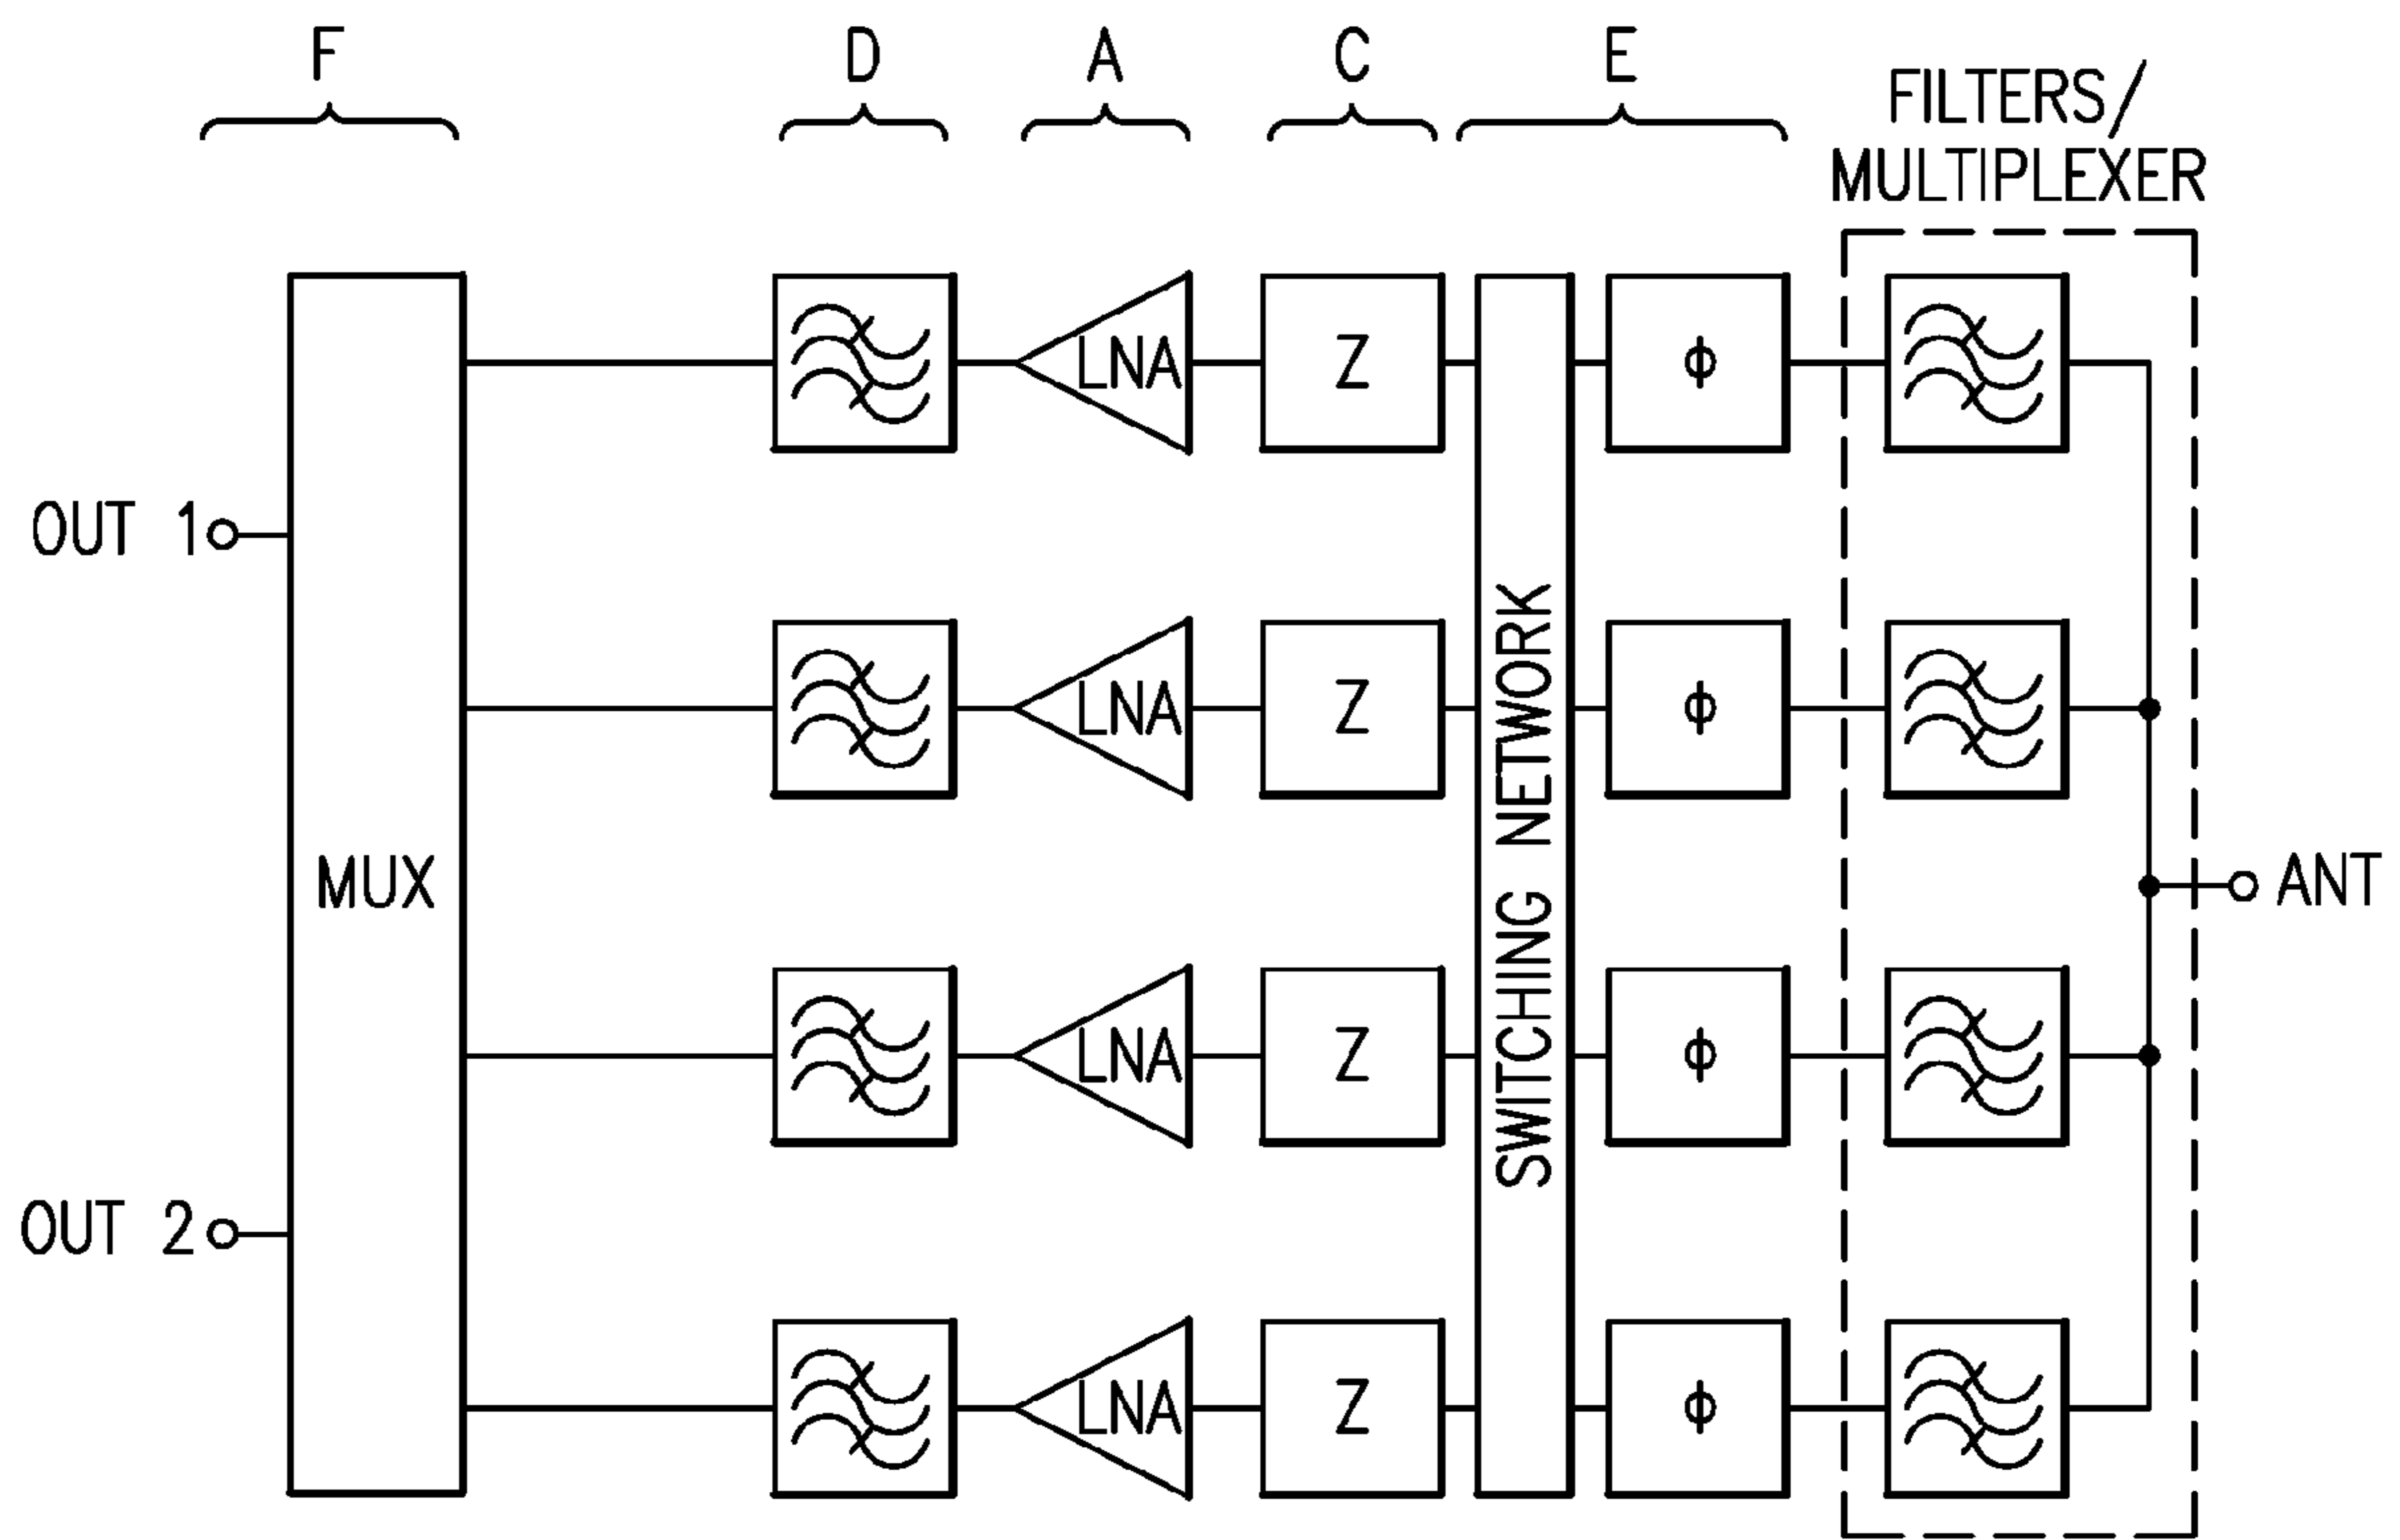 F D A C E
FILTERS/
MULTIPLEXER
LNA Z ϕ
OUT 1
LNA Z ϕ
SWITCHING NETWORK
MUX
ANT
LNA Z ϕ
OUT 2
LNA Z ϕ